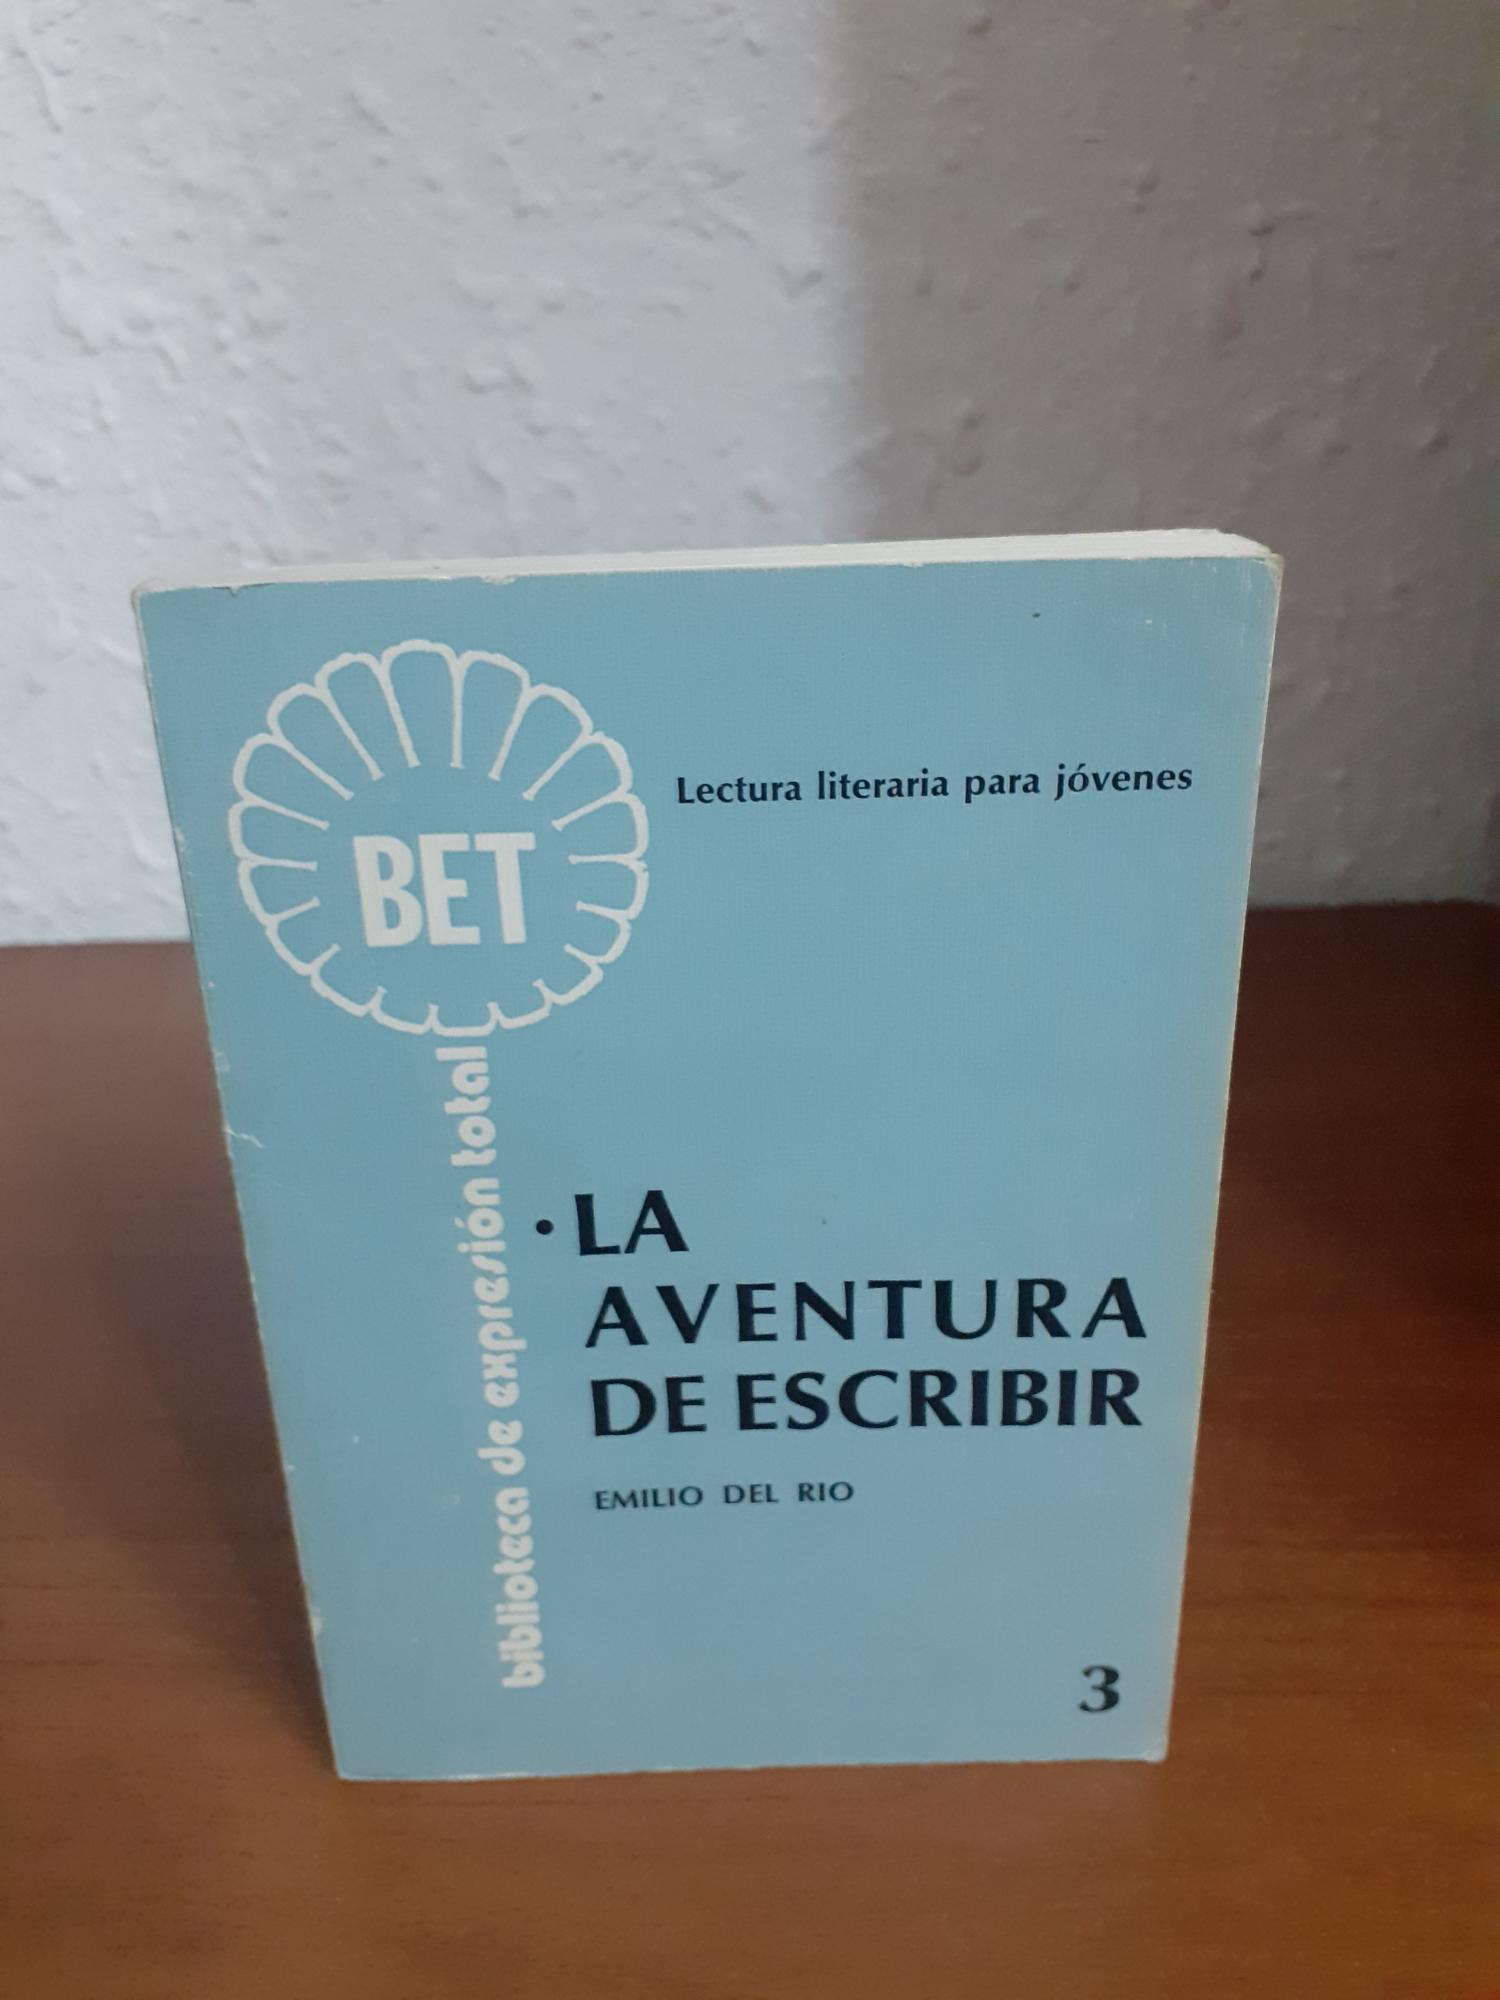 BET
Lectura literaria para jóvenes
biblioteca de expresión total
• LA
AVENTURA
DE ESCRIBIR
EMILIO DEL RIO
3